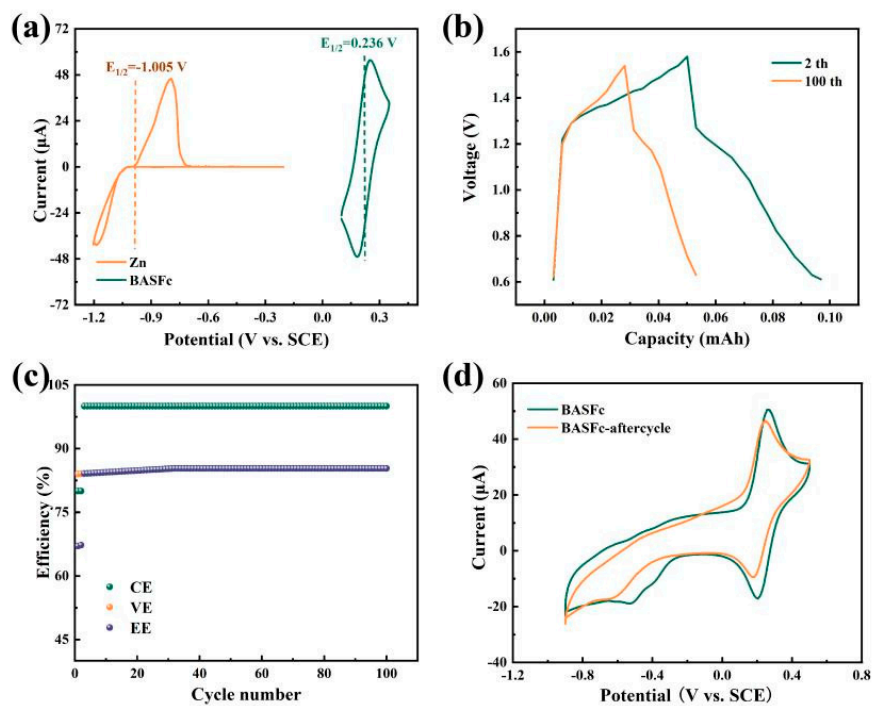 (a)
72
48
24
0
-24
-48
-72
Current (μA)
E1/2=-1.005 V
E1/2=0.236 V
Zn
BASFc
-1.2 -0.9 -0.6 -0.3 0.0 0.3
Potential (V vs. SCE)
(b)
1.6
1.4
1.2
1.0
0.8
0.6
Voltage (V)
2 th
100 th
0.00 0.02 0.04 0.06 0.08 0.10
Capacity (mAh)
(c)
105
90
75
60
45
Efficiency (%)
CE
VE
EE
0 20 40 60 80 100
Cycle number
(d)
60
40
20
0
-20
-40
Current (μA)
BASFc
BASFc-aftercycle
-1.2 -0.8 -0.4 0.0 0.4 0.8
Potential (V vs. SCE)